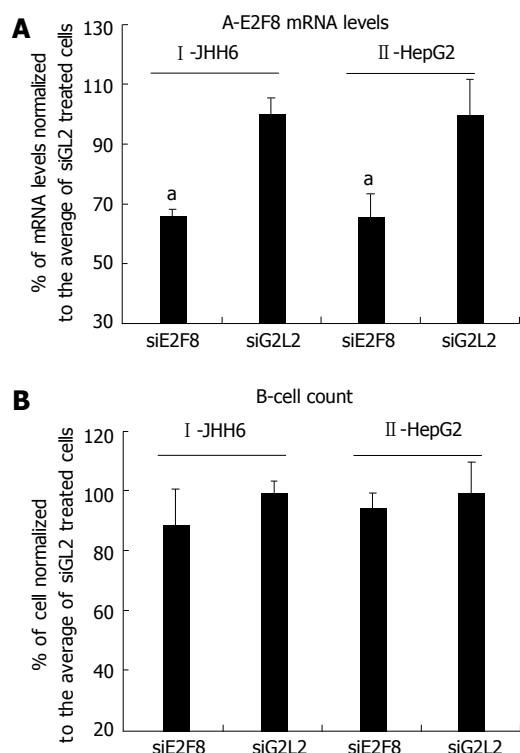 A
A-E2F8 mRNA levels
Ⅰ-JHH6 Ⅱ-HepG2
% of mRNA levels normalized
to the average of siGL2 treated cells
130
110
90
70
50
30
a a
siE2F8 siG2L2 siE2F8 siG2L2
B
B-cell count
Ⅰ-JHH6 Ⅱ-HepG2
% of cell normalized
to the average of siGL2 treated cells
120
100
80
60
40
20
siE2F8 siG2L2 siE2F8 siG2L2